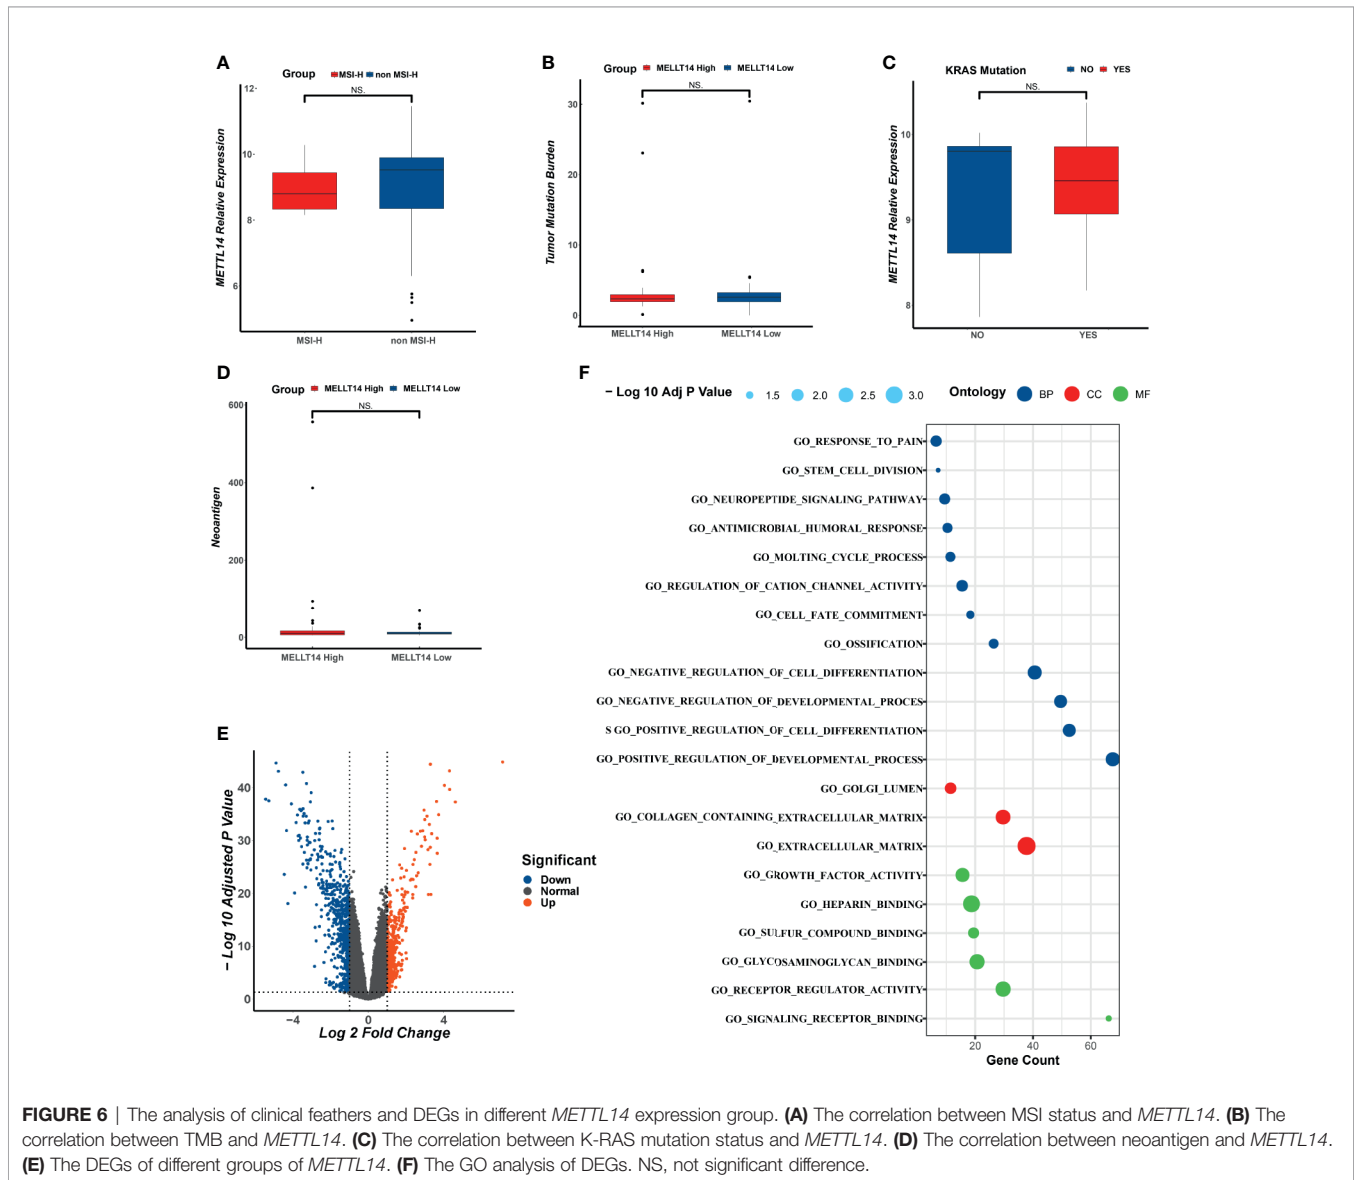 A
Group MSI-H non MSI-H
NS.
12
10
8
6
METTL14 Relative Expression
MSI-H non MSI-H
B
Group MELLT14 High MELLT14 Low
NS.
30
20
10
0
Tumor Mutation Burden
MELLT14 High MELLT14 Low
C
KRAS Mutation NO YES
NS.
10
9
8
METTL14 Relative Expression
NO YES
D
Group MELLT14 High MELLT14 Low
NS.
600
400
200
0
Neoantigen
MELLT14 High MELLT14 Low
E
40
30
20
10
0
− Log 10 Adjusted P Value
−4 0 4
Log 2 Fold Change
Significant
Down
Normal
Up
F
− Log 10 Adj P Value 1.5 2.0 2.5 3.0 Ontology BP CC MF
GO_RESPONSE_TO_PAIN
GO_STEM_CELL_DIVISION
GO_NEUROPEPTIDE_SIGNALING_PATHWAY
GO_ANTIMICROBIAL_HUMORAL_RESPONSE
GO_MOLTING_CYCLE_PROCESS
GO_REGULATION_OF_CATION_CHANNEL_ACTIVITY
GO_CELL_FATE_COMMITMENT
GO_OSSIFICATION
GO_NEGATIVE_REGULATION_OF_CELL_DIFFERENTIATION
GO_NEGATIVE_REGULATION_OF_DEVELOPMENTAL_PROCES
S GO_POSITIVE_REGULATION_OF_CELL_DIFFERENTIATION
GO_POSITIVE_REGULATION_OF_DEVELOPMENTAL_PROCESS
GO_GOLGI_LUMEN
GO_COLLAGEN_CONTAINING_EXTRACELLULAR_MATRIX
GO_EXTRACELLULAR_MATRIX
GO_GROWTH_FACTOR_ACTIVITY
GO_HEPARIN_BINDING
GO_SULFUR_COMPOUND_BINDING
GO_GLYCOSAMINOGLYCAN_BINDING
GO_RECEPTOR_REGULATOR_ACTIVITY
GO_SIGNALING_RECEPTOR_BINDING
20 40 60
Gene Count
FIGURE 6 | The analysis of clinical feathers and DEGs in different METTL14 expression group. (A) The correlation between MSI status and METTL14. (B) The
correlation between TMB and METTL14. (C) The correlation between K-RAS mutation status and METTL14. (D) The correlation between neoantigen and METTL14.
(E) The DEGs of different groups of METTL14. (F) The GO analysis of DEGs. NS, not significant difference.